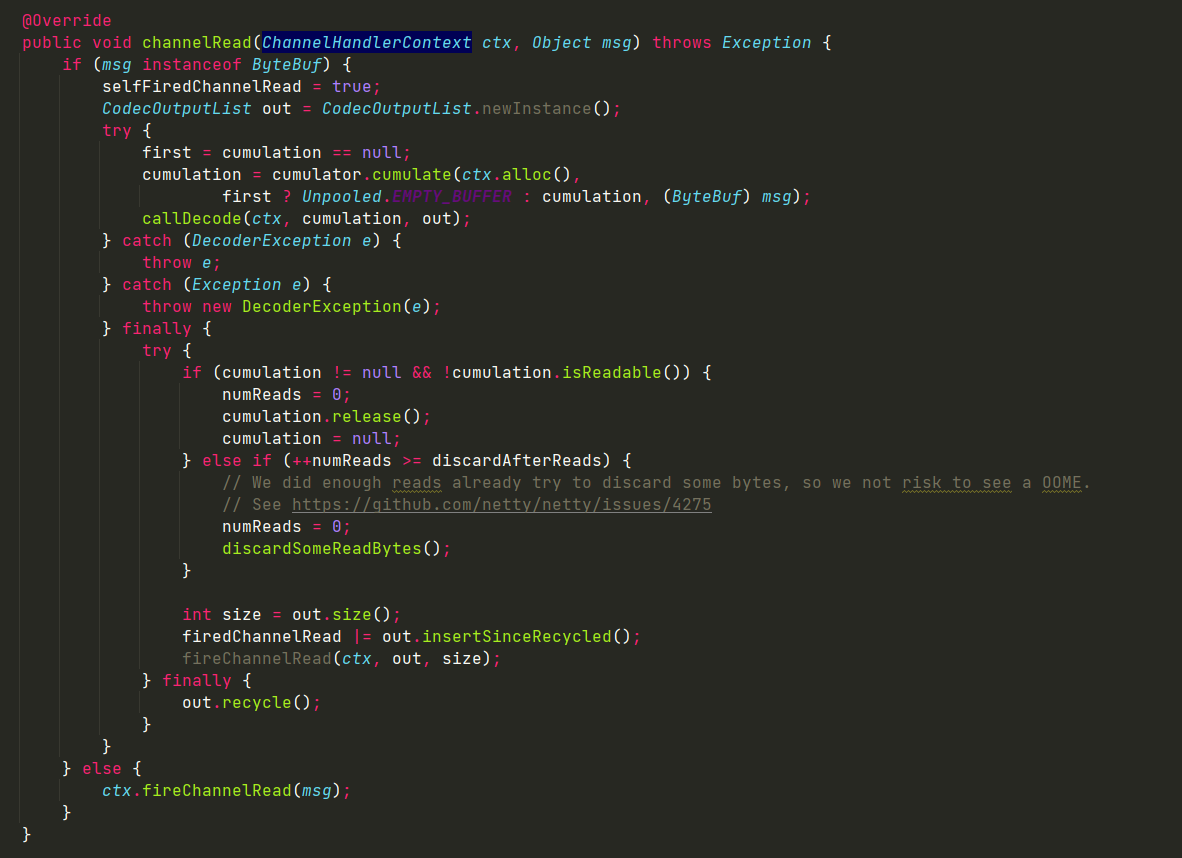 @Override
public void channelRead(ChannelHandlerContext ctx, Object msg) throws Exception {
    if (msg instanceof ByteBuf) {
        selfFiredChannelRead = true;
        CodecOutputList out = CodecOutputList.newInstance();
        try {
            first = cumulation == null;
            cumulation = cumulator.cumulate(ctx.alloc(),
                    first ? Unpooled.EMPTY_BUFFER : cumulation, (ByteBuf) msg);
            callDecode(ctx, cumulation, out);
        } catch (DecoderException e) {
            throw e;
        } catch (Exception e) {
            throw new DecoderException(e);
        } finally {
            try {
                if (cumulation != null && !cumulation.isReadable()) {
                    numReads = 0;
                    cumulation.release();
                    cumulation = null;
                } else if (++numReads >= discardAfterReads) {
                    // We did enough reads already try to discard some bytes, so we not risk to see a OOME.
                    // See https://github.com/netty/netty/issues/4275
                    numReads = 0;
                    discardSomeReadBytes();
                }

                int size = out.size();
                firedChannelRead |= out.insertSinceRecycled();
                fireChannelRead(ctx, out, size);
            } finally {
                out.recycle();
            }
        }
    } else {
        ctx.fireChannelRead(msg);
    }
}